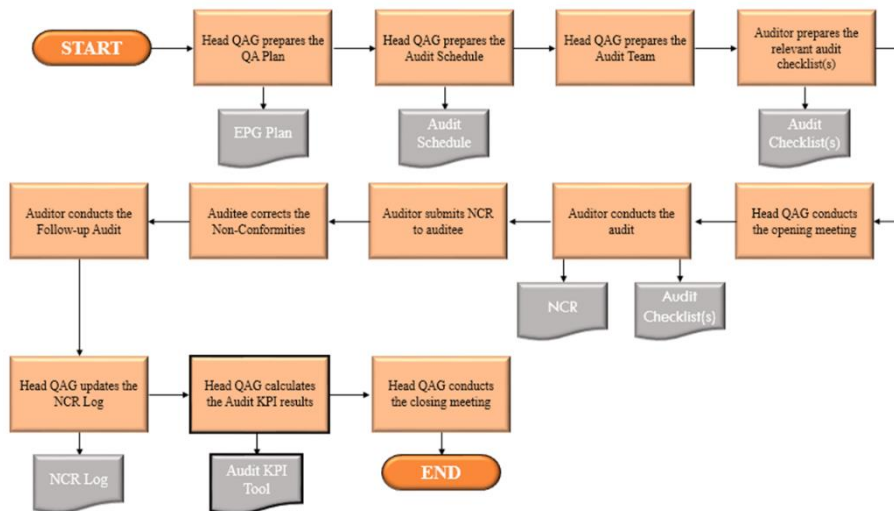 START
Head QAG prepares the
QA Plan
Head QAG prepares the
Audit Schedule
Head QAG prepares the
Audit Team
Auditor prepares the
relevant audit
checklist(s)
EPG Plan
Audit
Schedule
Audit
Checklist(s)
Auditor conducts the
Follow-up Audit
Auditee corrects the
Non-Conformities
Auditor submits NCR
to auditee
Auditor conducts the
audit
Head QAG conducts
the opening meeting
NCR
Audit
Checklist(s)
Head QAG updates the
NCR Log
Head QAG calculates
the Audit KPI results
Head QAG conducts
the closing meeting
NCR Log
Audit KPI
Tool
END